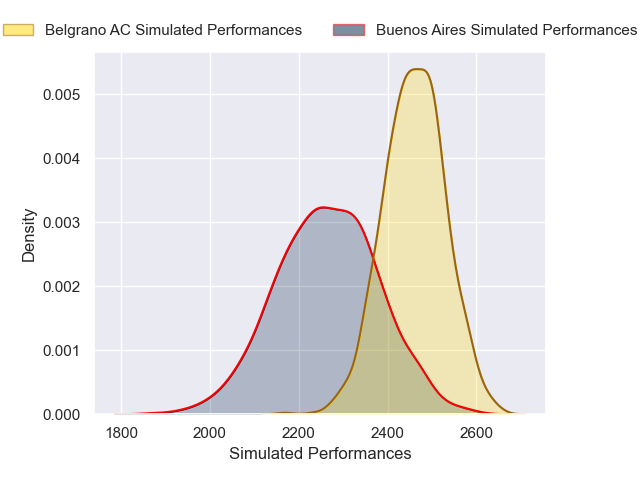 Belgrano AC Simulated Performances
Buenos Aires Simulated Performances
0.005
0.004
0.003
0.002
0.001
0.000
Density
1800
2000
2200
2400
2600
Simulated Performances